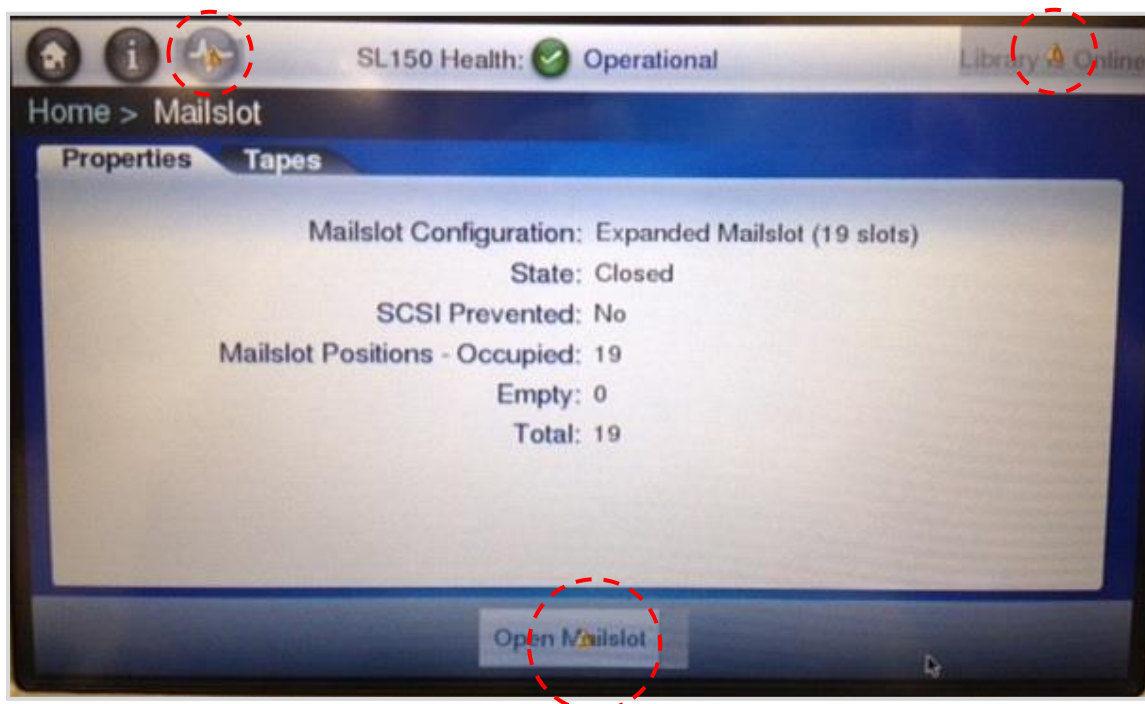 SL150 Health: Operational
Library is Online
Home > Mailslot
Properties Tapes
Mailslot Configuration: Expanded Mailslot (19 slots)
State: Closed
SCSI Prevented: No
Mailslot Positions - Occupied: 19
Empty: 0
Total: 19
Open Mailslot